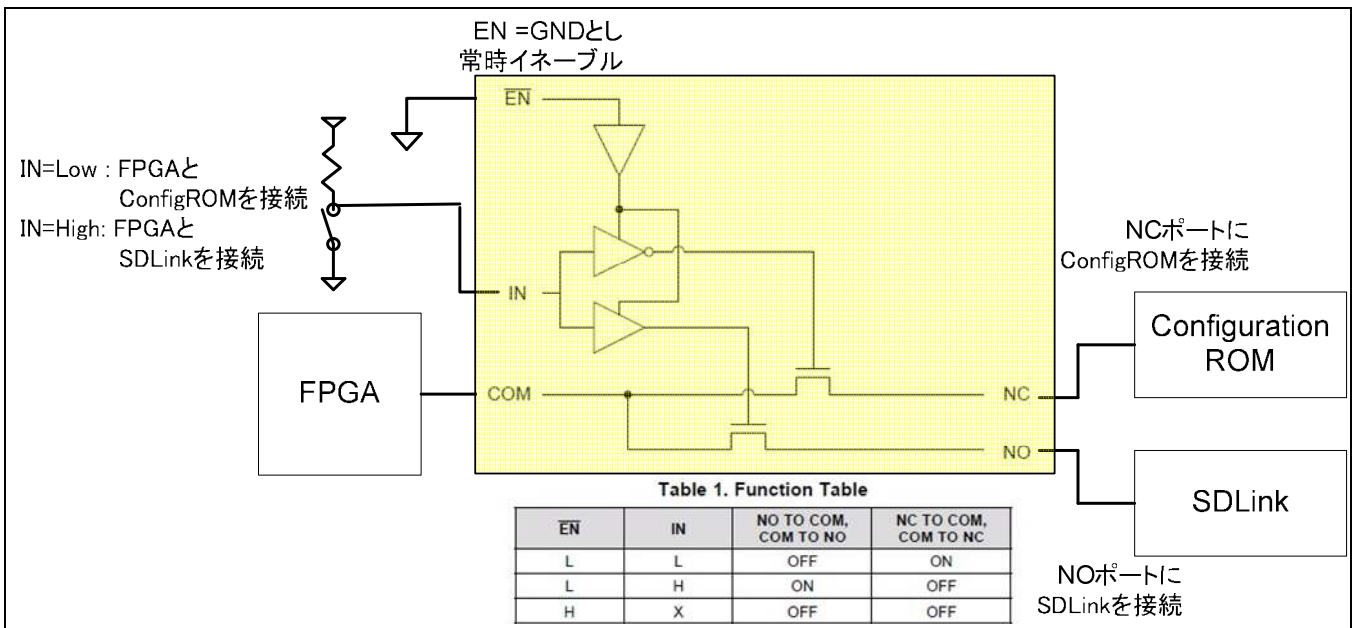 EN =GNDとし
常時イネーブル
EN
IN=Low : FPGAと
ConfigROMを接続
IN=High: FPGAと
SDLinkを接続
IN
NCポートに
ConfigROMを接続
Configuration
ROM
FPGA
COM
NC
NO
SDLink
NOポートに
SDLinkを接続
Table 1. Function Table
EN IN NO TO COM, COM TO NO NC TO COM, COM TO NC
L L OFF ON
L H ON OFF
H X OFF OFF